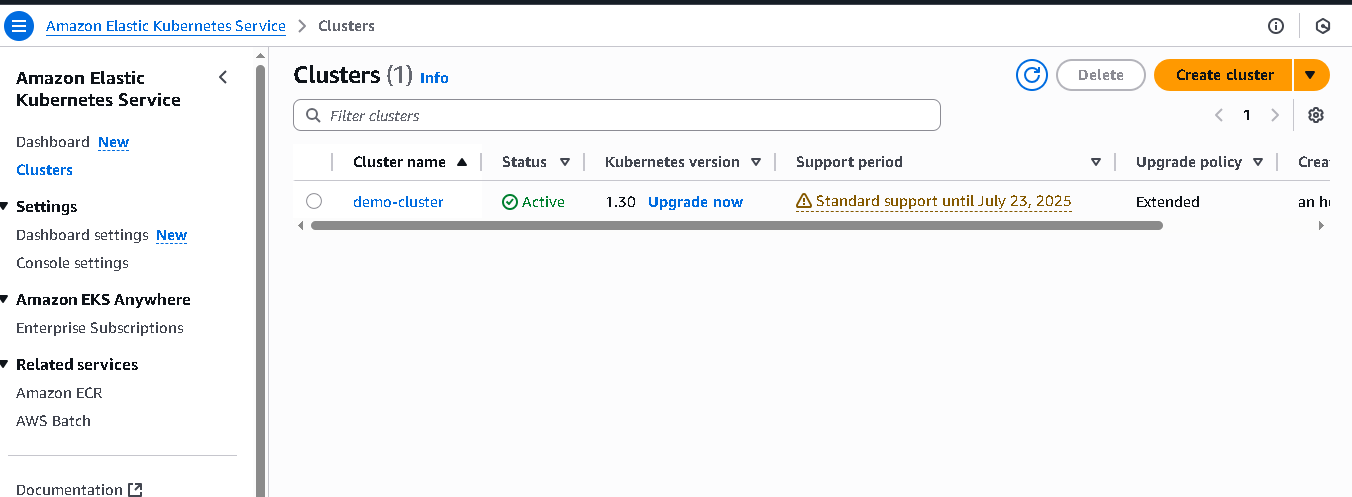 Amazon Elastic Kubernetes Service > Clusters
Amazon Elastic
Kubernetes Service
Dashboard New
Clusters
Settings
Dashboard settings New
Console settings
Amazon EKS Anywhere
Enterprise Subscriptions
Related services
Amazon ECR
AWS Batch
Documentation
Clusters (1) Info
Delete
Create cluster
Filter clusters
1
Cluster name Status Kubernetes version Support period Upgrade policy Crea
demo-cluster Active 1.30 Upgrade now Standard support until July 23, 2025 Extended an h